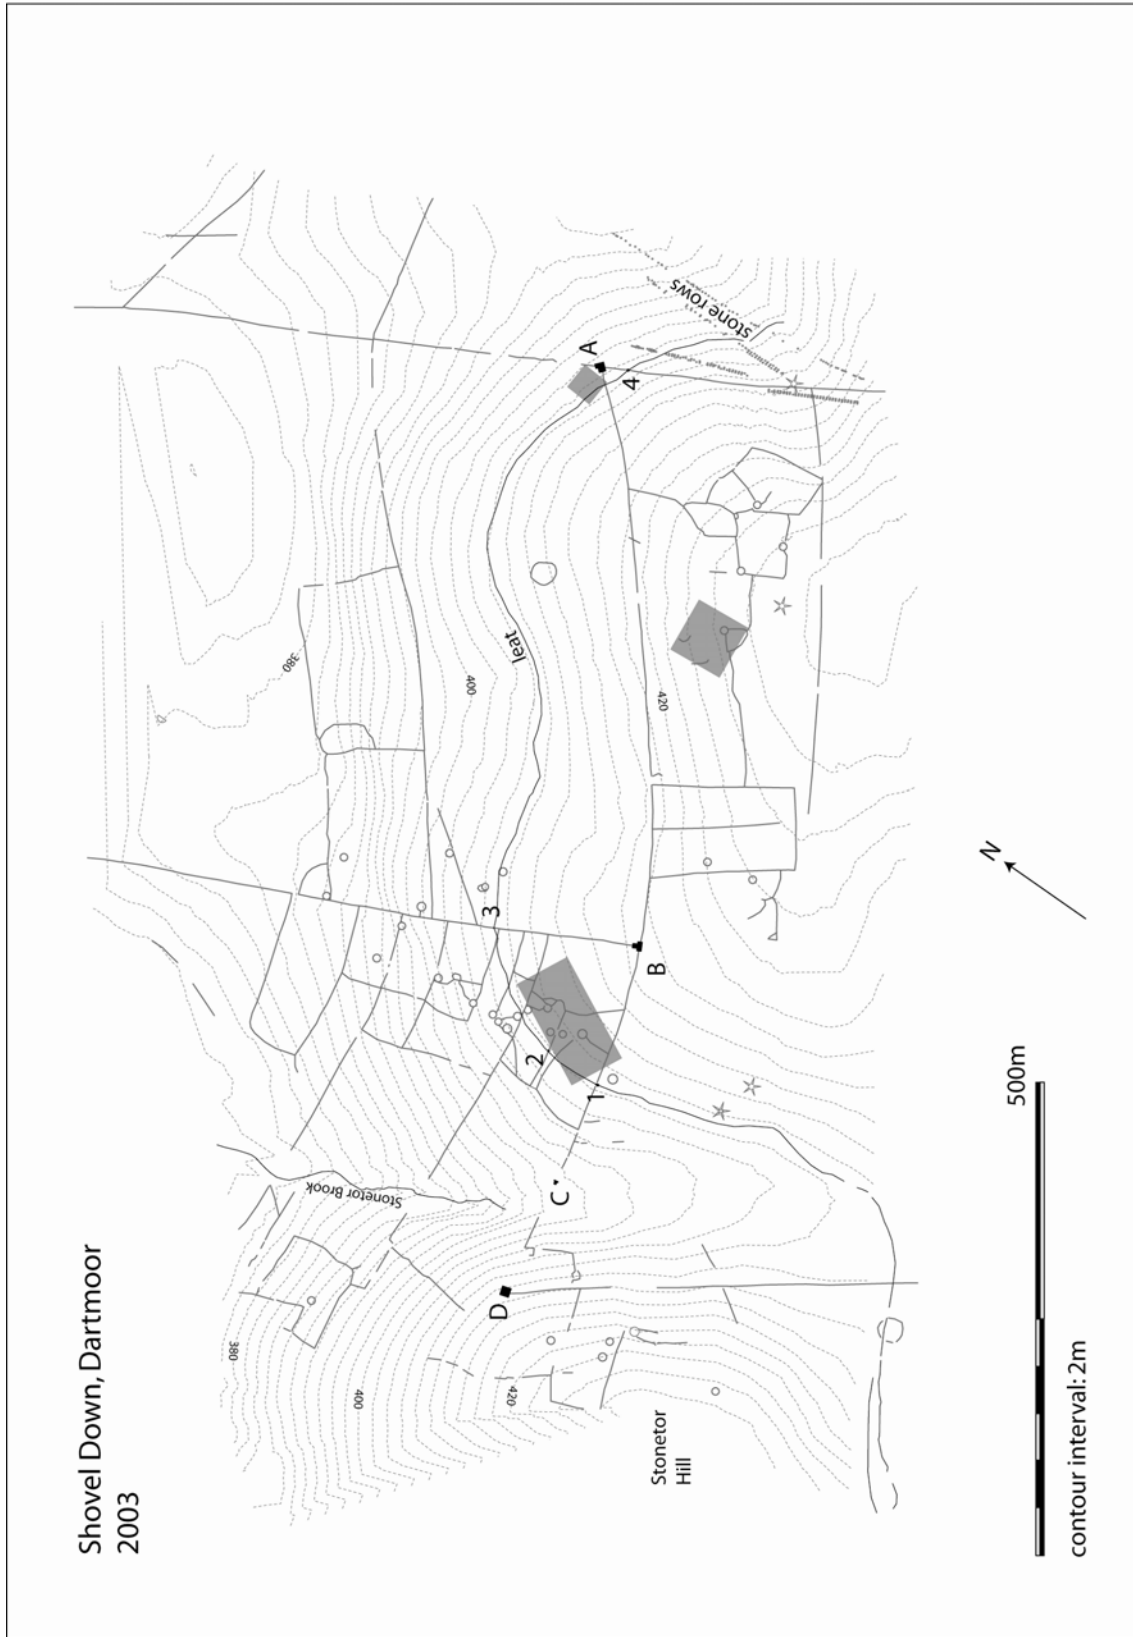 Shovel Down, Dartmoor
2003
380
400
420
Stonetor
Hill
D
C
Stonetor Brook
1
2
B
3
380
400
leat
420
A
4
stone rows
N
500m
contour interval: 2m